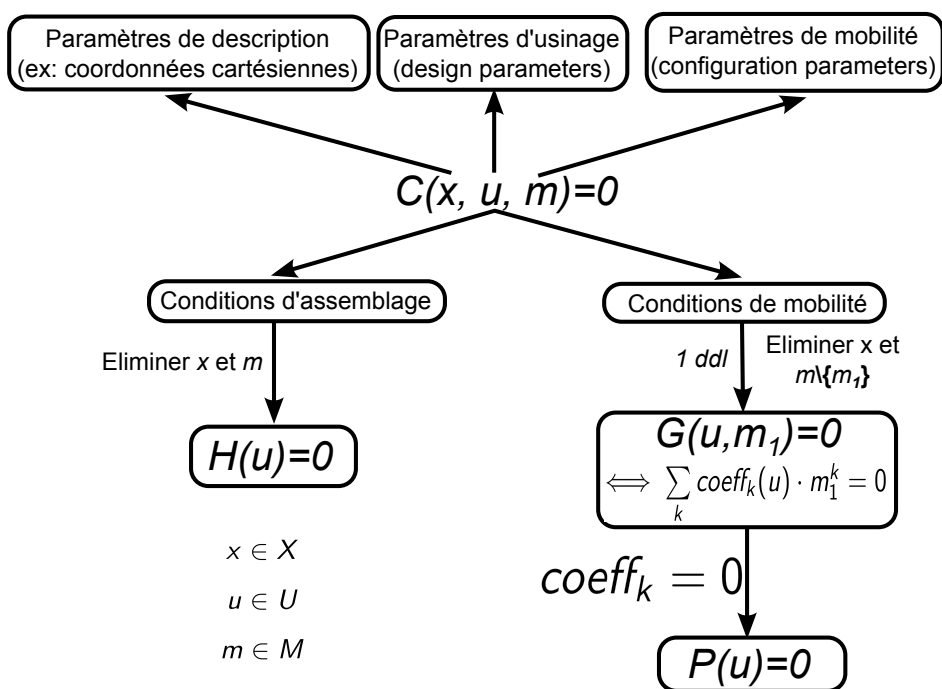 Paramètres de description
(ex: coordonnées cartésiennes)
Paramètres d'usinage
(design parameters)
Paramètres de mobilité
(configuration parameters)
C(x, u, m)=0
Conditions d'assemblage
Conditions de mobilité
Eliminer x et m
1 ddl
Eliminer x et
m\{m₁}
H(u)=0
G(u,m₁)=0
⟺ ∑ₖ coeffₖ(u) · m₁ᵏ = 0
x ∈ X
u ∈ U
m ∈ M
coeffₖ = 0
P(u)=0